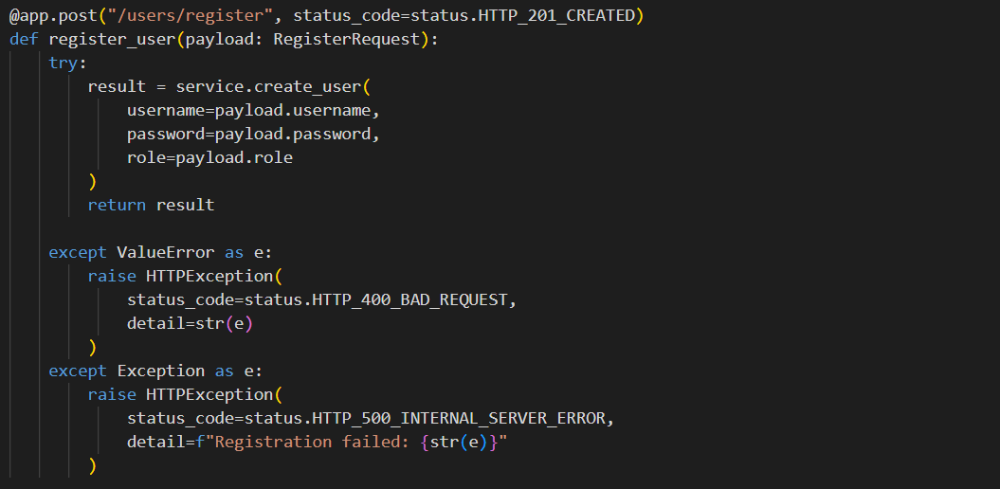 @app.post("/users/register", status_code=status.HTTP_201_CREATED)
def register_user(payload: RegisterRequest):
    try:
        result = service.create_user(
            username=payload.username,
            password=payload.password,
            role=payload.role
        )
        return result

    except ValueError as e:
        raise HTTPException(
            status_code=status.HTTP_400_BAD_REQUEST,
            detail=str(e)
        )
    except Exception as e:
        raise HTTPException(
            status_code=status.HTTP_500_INTERNAL_SERVER_ERROR,
            detail=f"Registration failed: {str(e)}"
        )